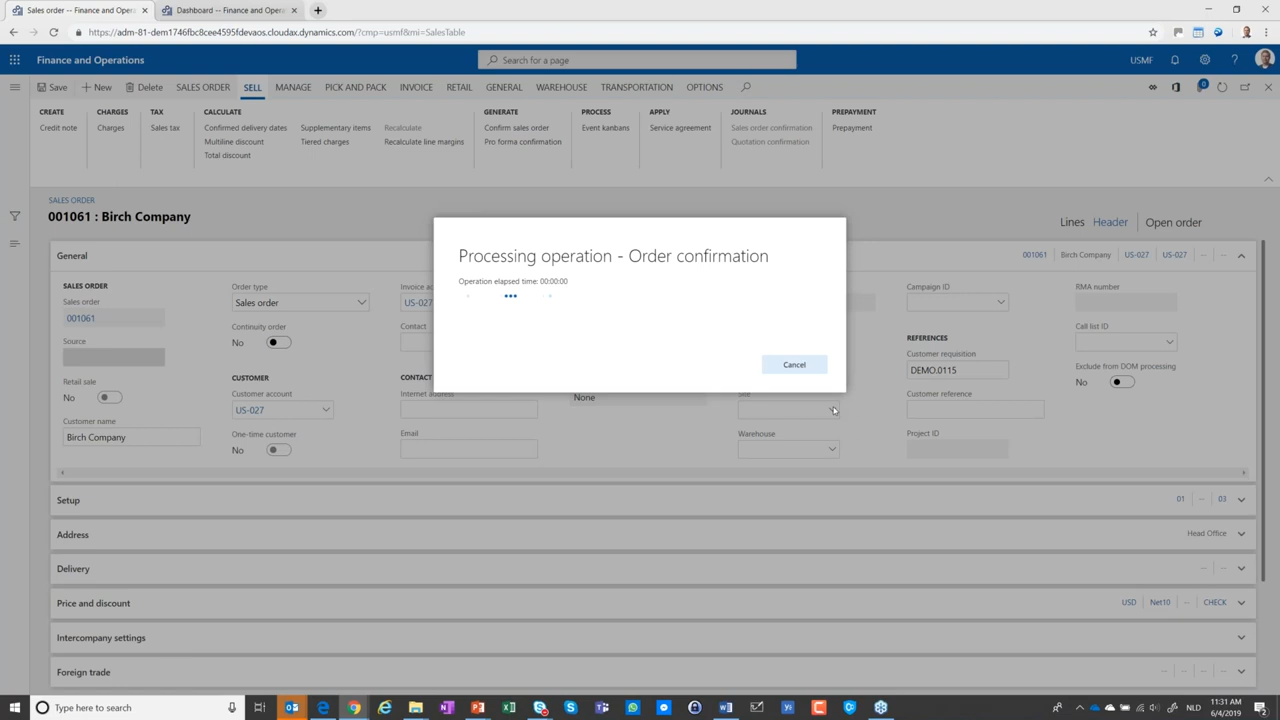 Sales order -- Finance and Opera
Dashboard -- Finance and Operati
https://adm-81-dem1746fbc8cee4595fdevaos.cloudax.dynamics.com/?cmp=usmf&mi=SalesTable
Finance and Operations
Search for a page
USMF
Save
New
Delete
SALES ORDER
SELL
MANAGE
PICK AND PACK
INVOICE
RETAIL
GENERAL
WAREHOUSE
TRANSPORTATION
OPTIONS
0
CREATE
Credit note
CHARGES
Charges
TAX
Sales tax
CALCULATE
Confirmed delivery dates
Multiline discount
Total discount
Supplementary items
Tiered charges
Recalculate
Recalculate line margins
GENERATE
Confirm sales order
Pro forma confirmation
PROCESS
Event kanbans
APPLY
Service agreement
JOURNALS
Sales order confirmation
Quotation confirmation
PREPAYMENT
Prepayment
SALES ORDER
001061 : Birch Company
Lines
Header
Open order
General
001061
Birch Company
US-027
US-027
--
--
SALES ORDER
Sales order
001061
Source
Retail sale
No
Customer name
Birch Company
Order type
Sales order
Continuity order
No
CUSTOMER
Customer account
US-027
One-time customer
No
Invoice ac
US-027
Contact
CONTACT
Internet address
Email
None
Site
Warehouse
Campaign ID
REFERENCES
Customer requisition
DEMO.0115
Customer reference
Project ID
RMA number
Call list ID
Exclude from DOM processing
No
Processing operation - Order confirmation
Operation elapsed time: 00:00:00
Cancel
Setup
01
--
03
Address
Head Office
Delivery
--
--
Price and discount
USD
Net10
--
CHECK
Intercompany settings
Foreign trade
--
--
--
Type here to search
NLD
11:31 AM
6/4/2019
2